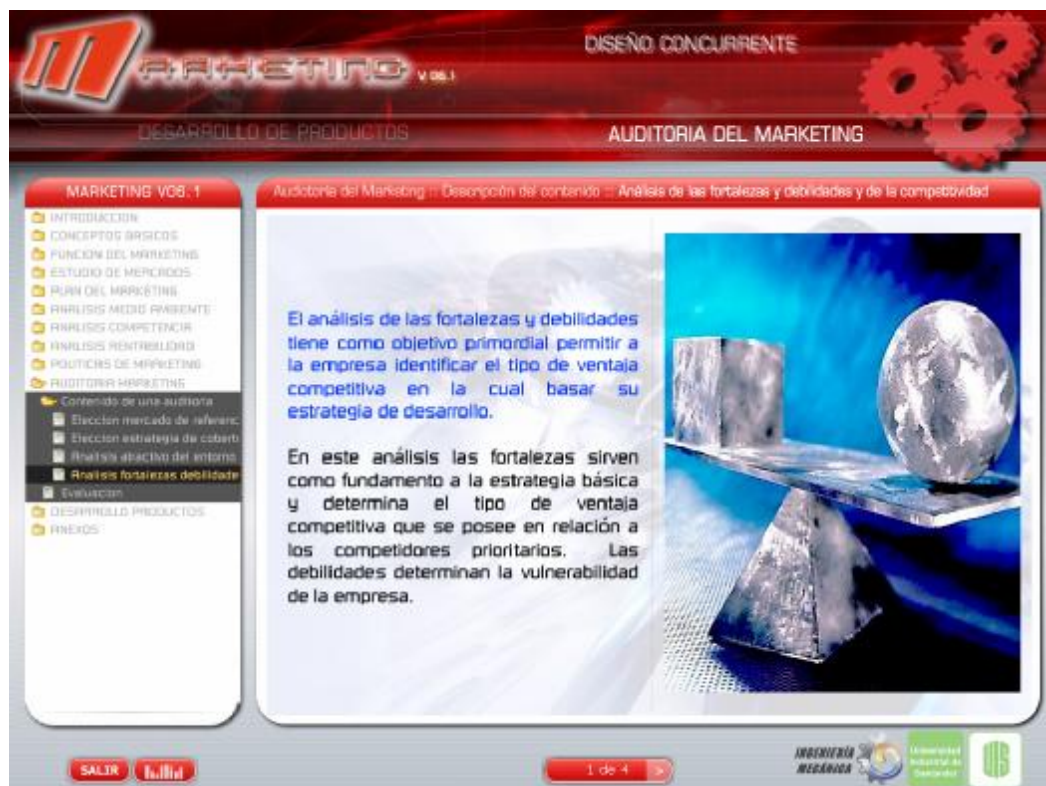 MARKETING V 06.1
DISEÑO CONCURRENTE
DESARROLLO DE PRODUCTOS
AUDITORIA DEL MARKETING
MARKETING V06.1
INTRODUCCION
CONCEPTOS BASICOS
FUNCION DEL MARKETING
ESTUDIO DE MERCADOS
PLAN DEL MARKETING
ANALISIS MEDIO AMBIENTE
ANALISIS COMPETENCIA
ANALISIS RENTABILIDAD
POLITICAS DE MARKETING
AUDITORIA MARKETING
Contenido de una auditoria
Eleccion mercado de referenc
Eleccion estrategia de cobert
Analisis atractivo del entorno
Analisis fortalezas debilidade
Evaluacion
DESARROLLO PRODUCTOS
ANEXOS
Auditoría del Marketing :: Descripción del contenido :: Análisis de las fortalezas y debilidades y de la competitividad
El análisis de las fortalezas y debilidades
tiene como objetivo primordial permitir a
la empresa identificar el tipo de ventaja
competitiva en la cual basar su
estrategia de desarrollo.
En este análisis las fortalezas sirven
como fundamento a la estrategia básica
y determina el tipo de ventaja
competitiva que se posee en relación a
los competidores prioritarios. Las
debilidades determinan la vulnerabilidad
de la empresa.
SALIR
1 de 4 >
INGENIERÍA
MECÁNICA
Universidad
Industrial de
Santander
UIS